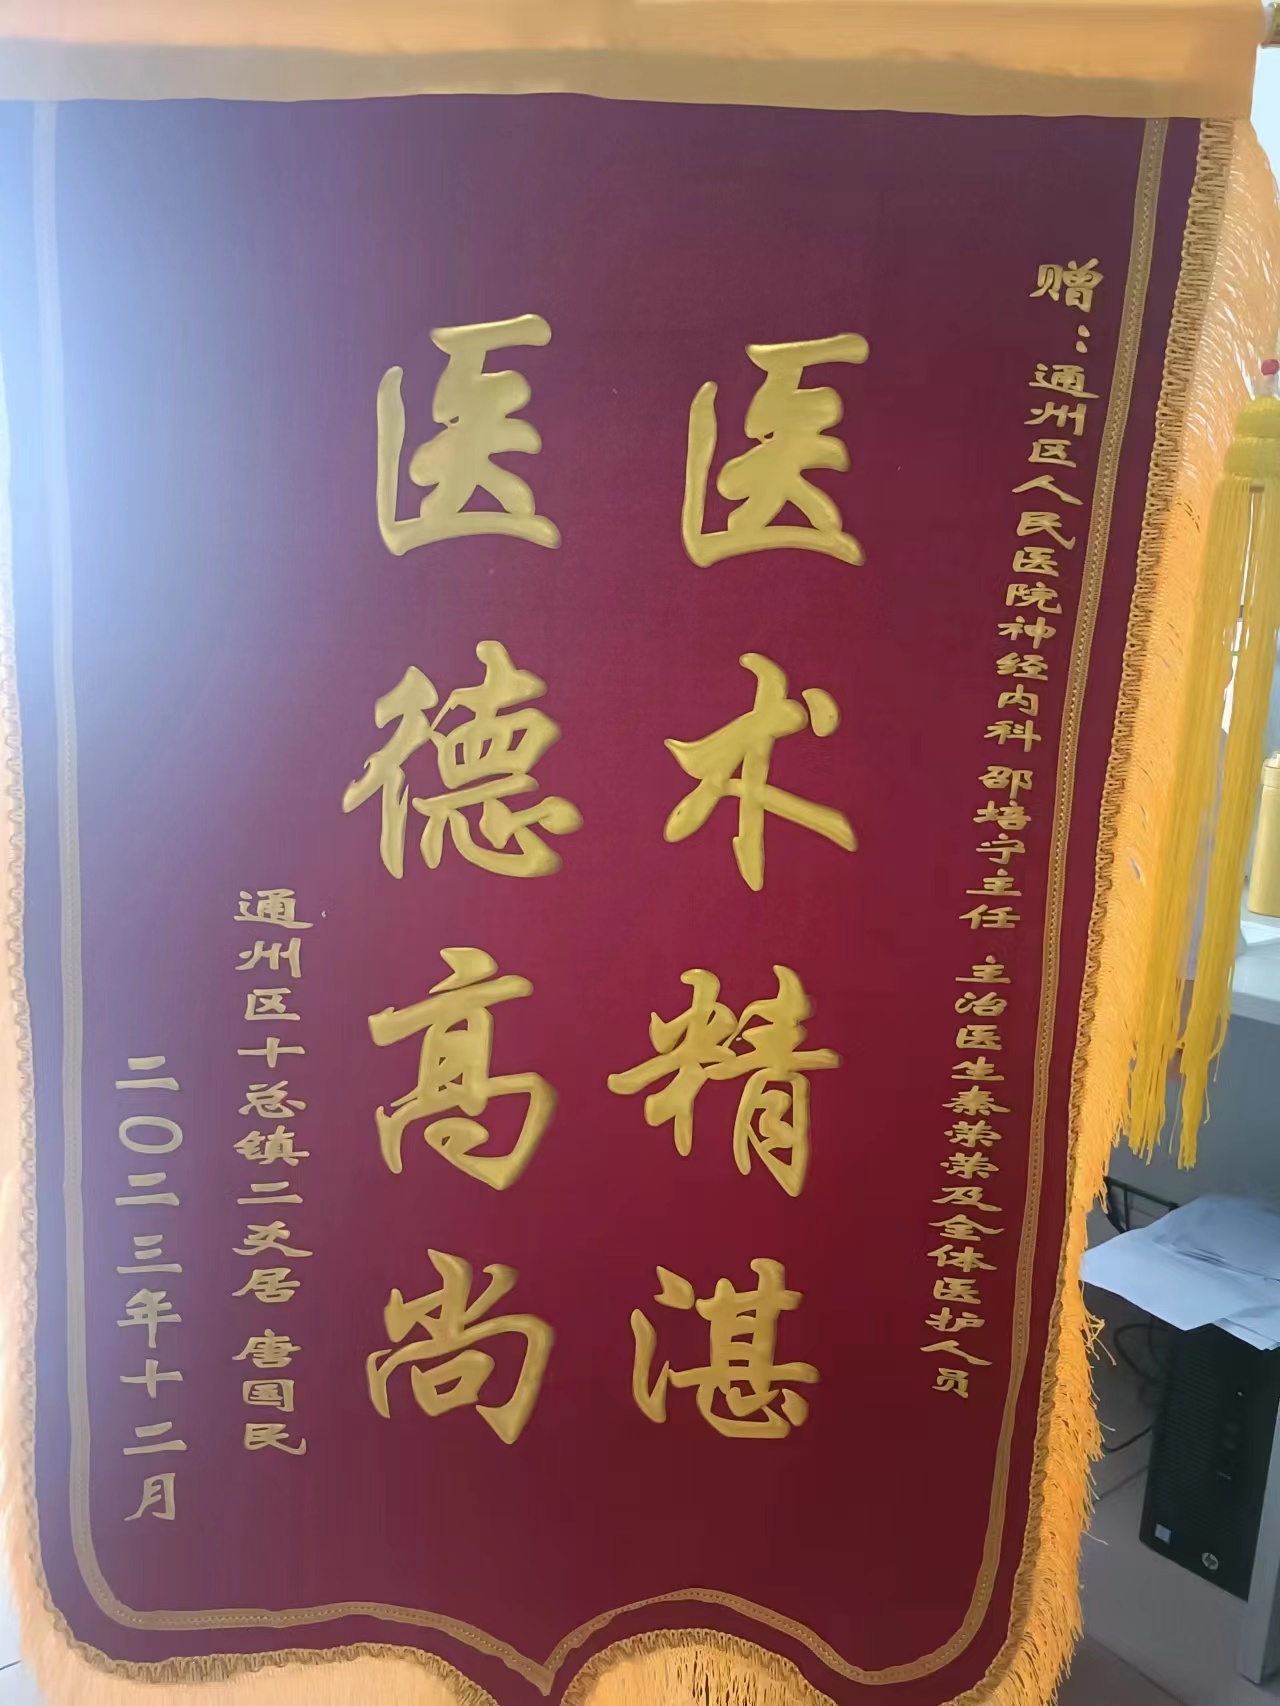 赠：通州区人民医院神经内科 邵培宁主任 主治医生秦荣荣及全体医护人员
医术精湛
医德高尚
通州区十总镇二爻居 唐国民
二〇二三年十二月
hp